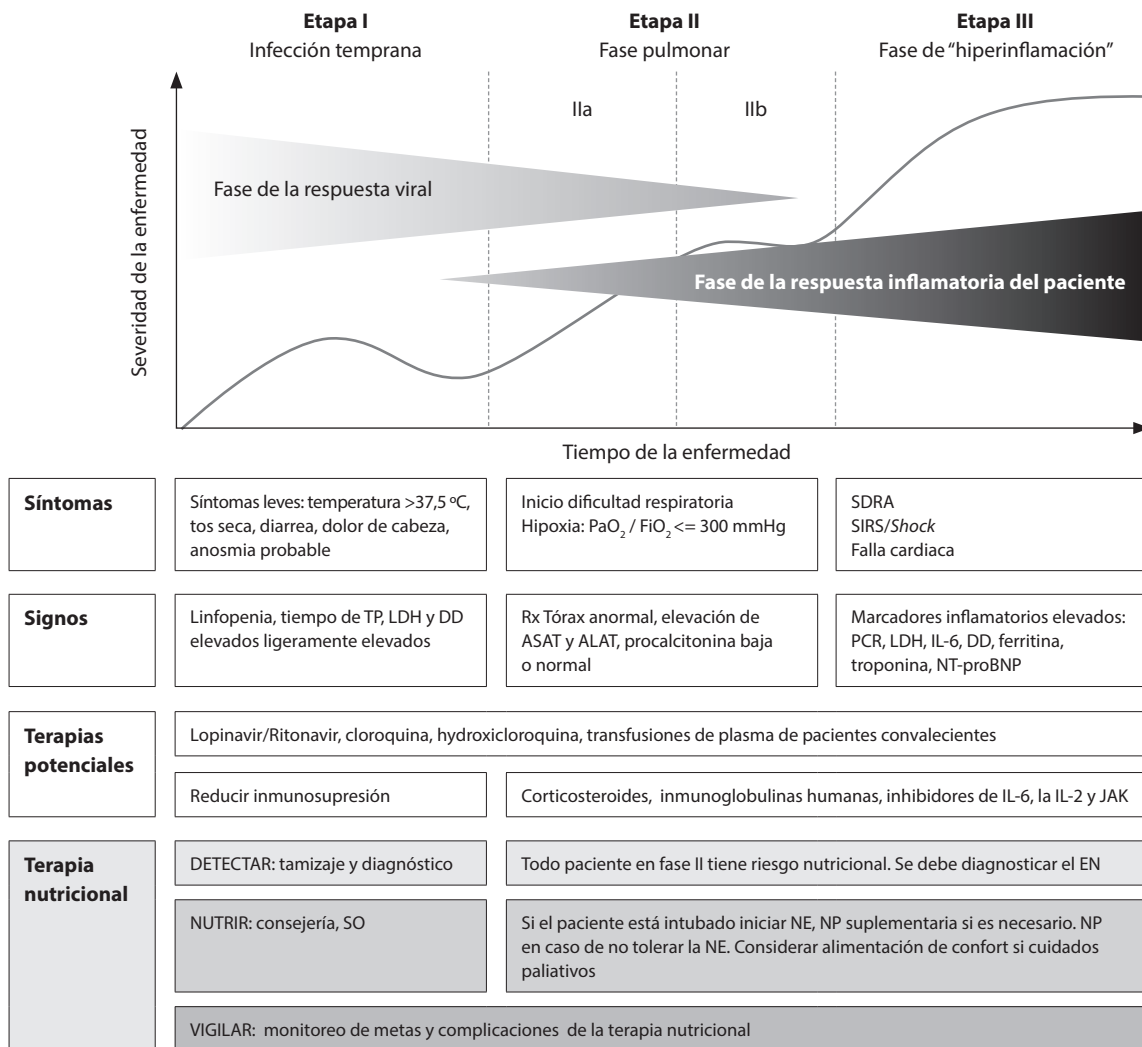 Etapa I
Infección temprana
Etapa II
Fase pulmonar
Etapa III
Fase de “hiperinflamación”
IIa
IIb
Severidad de la enfermedad
Fase de la respuesta viral
Fase de la respuesta inflamatoria del paciente
Tiempo de la enfermedad
Síntomas
Síntomas leves: temperatura >37,5 ºC,
tos seca, diarrea, dolor de cabeza,
anosmia probable
Inicio dificultad respiratoria
Hipoxia: PaO₂ / FiO₂ <= 300 mmHg
SDRA
SIRS/Shock
Falla cardiaca
Signos
Linfopenia, tiempo de TP, LDH y DD
elevados ligeramente elevados
Rx Tórax anormal, elevación de
ASAT y ALAT, procalcitonina baja
o normal
Marcadores inflamatorios elevados:
PCR, LDH, IL-6, DD, ferritina,
troponina, NT-proBNP
Terapias
potenciales
Lopinavir/Ritonavir, cloroquina, hydroxicloroquina, transfusiones de plasma de pacientes convalecientes
Reducir inmunosupresión
Corticosteroides, inmunoglobulinas humanas, inhibidores de IL-6, la IL-2 y JAK
Terapia
nutricional
DETECTAR: tamizaje y diagnóstico
Todo paciente en fase II tiene riesgo nutricional. Se debe diagnosticar el EN
NUTRIR: consejería, SO
Si el paciente está intubado iniciar NE, NP suplementaria si es necesario. NP
en caso de no tolerar la NE. Considerar alimentación de confort si cuidados
paliativos
VIGILAR: monitoreo de metas y complicaciones de la terapia nutricional